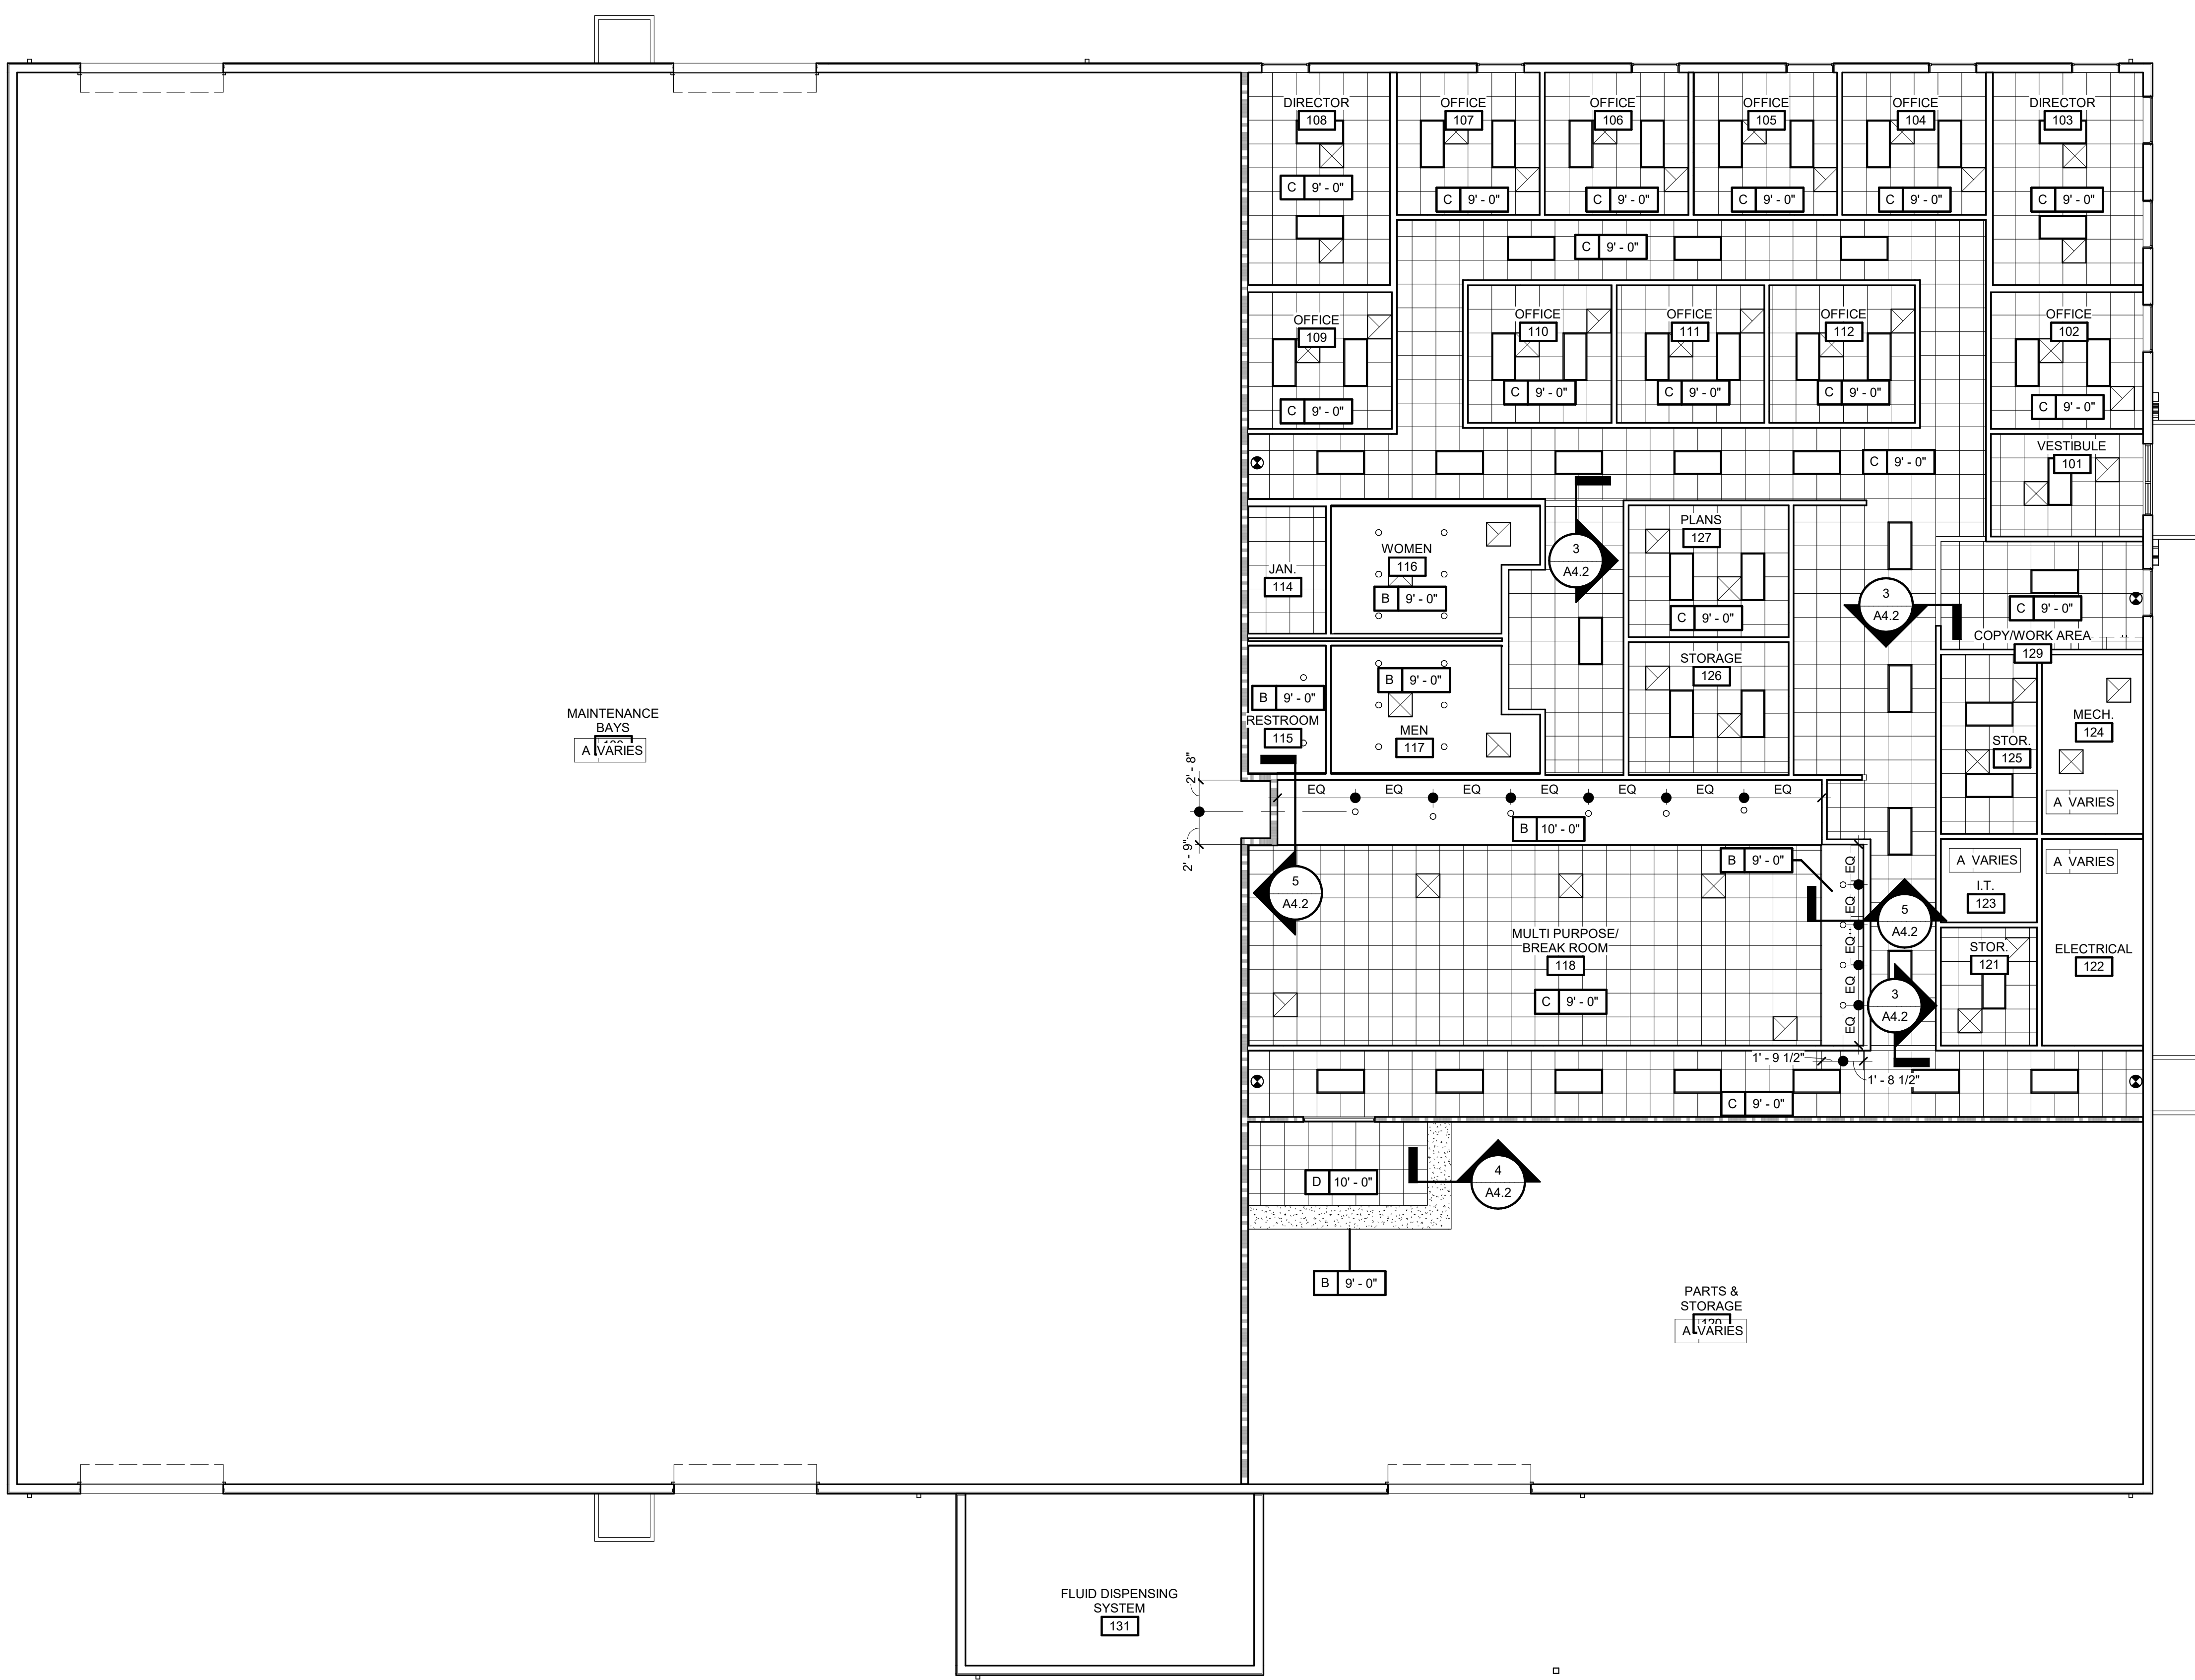 DIRECTOR
108
C 9' - 0"
OFFICE
107
C 9' - 0"
OFFICE
106
C 9' - 0"
OFFICE
105
C 9' - 0"
OFFICE
104
C 9' - 0"
DIRECTOR
103
C 9' - 0"
C 9' - 0"
OFFICE
109
C 9' - 0"
OFFICE
110
C 9' - 0"
OFFICE
111
C 9' - 0"
OFFICE
112
C 9' - 0"
OFFICE
102
C 9' - 0"
C 9' - 0"
VESTIBULE
101
JAN.
114
WOMEN
116
B 9' - 0"
3
A4.2
PLANS
127
C 9' - 0"
3
A4.2
C 9' - 0"
COPY/WORK AREA
129
B 9' - 0"
RESTROOM
115
B 9' - 0"
MEN
117
STORAGE
126
STOR.
125
MECH.
124
A VARIES
MAINTENANCE
BAYS
A VARIES
2' - 8"
2' - 9"
EQ EQ EQ EQ EQ EQ EQ
B 10' - 0"
B 9' - 0"
EQ
EQ
EQ
EQ
EQ
5
A4.2
5
A4.2
A VARIES
I.T.
123
A VARIES
MULTI PURPOSE/
BREAK ROOM
118
C 9' - 0"
3
A4.2
STOR.
121
ELECTRICAL
122
1' - 9 1/2"
1' - 8 1/2"
C 9' - 0"
D 10' - 0"
4
A4.2
B 9' - 0"
PARTS &
STORAGE
A VARIES
FLUID DISPENSING
SYSTEM
131